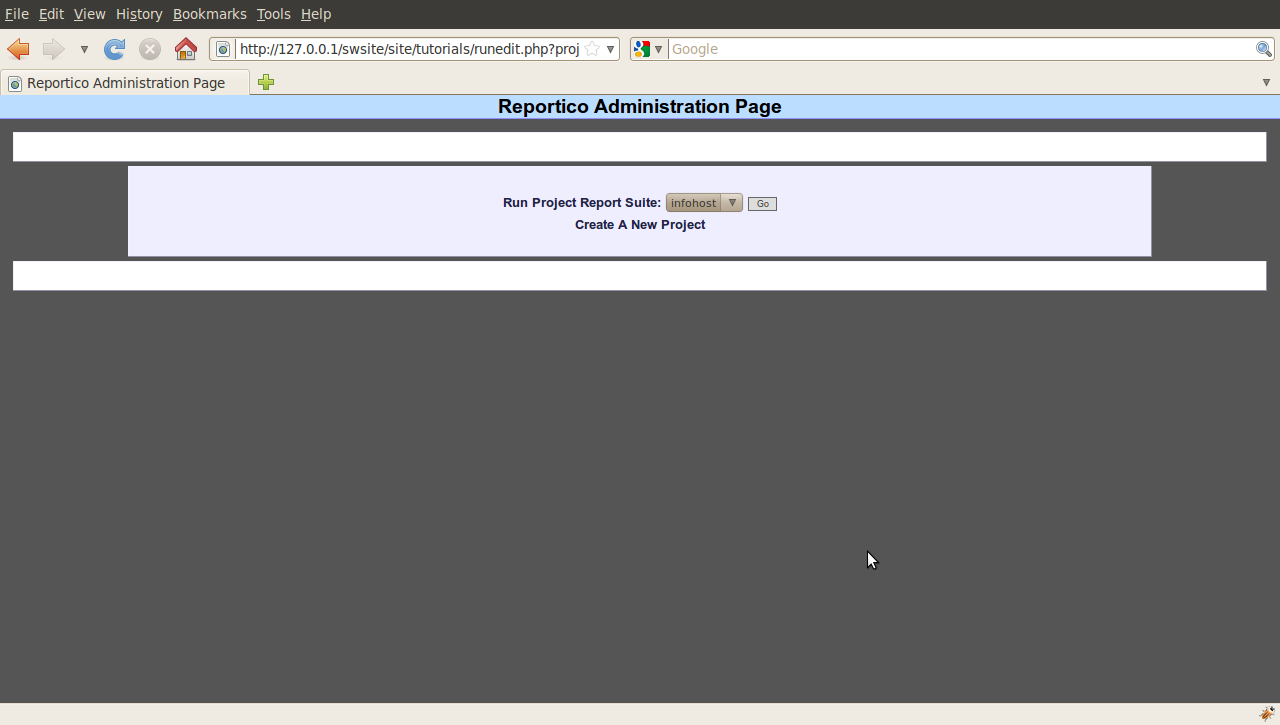 File Edit View History Bookmarks Tools Help
http://127.0.0.1/swsite/site/tutorials/runedit.php?proj Google
Reportico Administration Page
Reportico Administration Page
Run Project Report Suite: infohost Go
Create A New Project